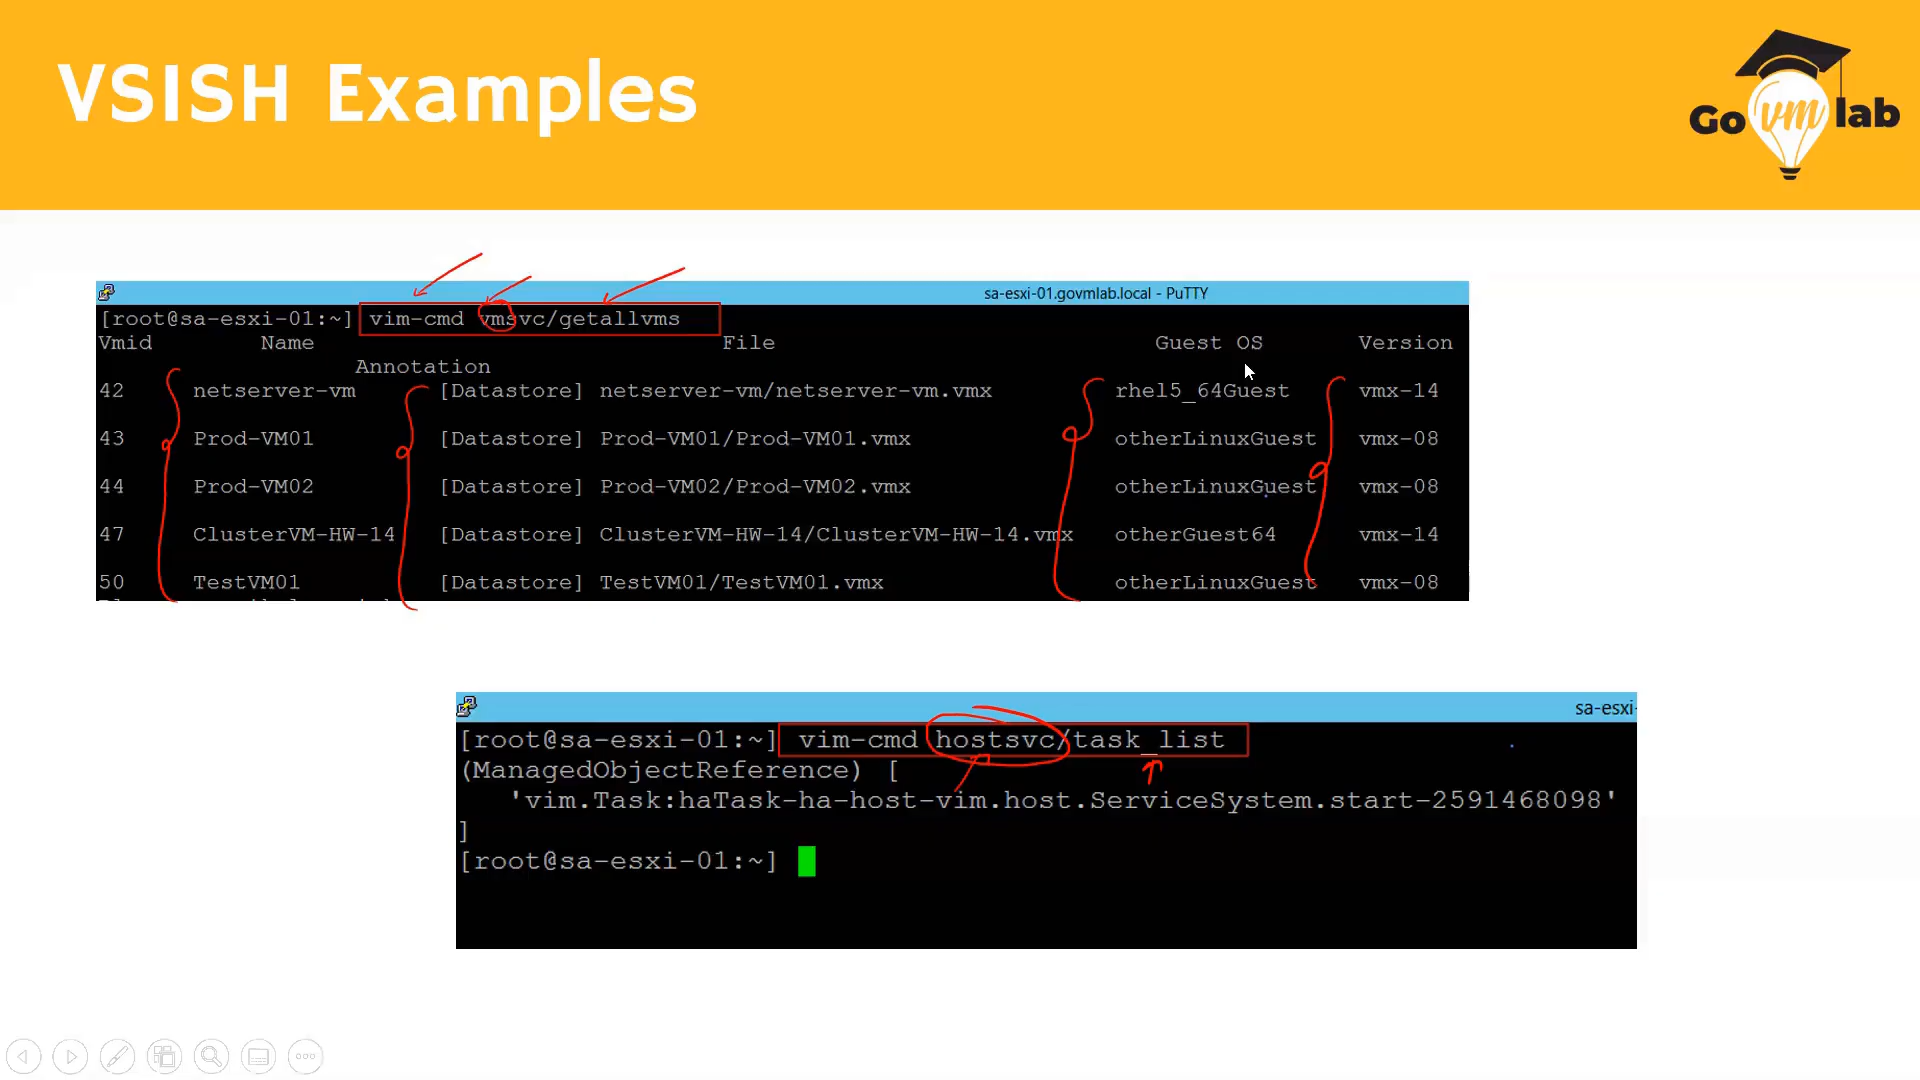 VSISH Examples
Go vm lab
sa-esxi-01.govmlab.local - PuTTY
[root@sa-esxi-01:~] vim-cmd vmsvc/getallvms
Vmid Name File Guest OS Version
Annotation
42 netserver-vm [Datastore] netserver-vm/netserver-vm.vmx rhel5_64Guest vmx-14
43 Prod-VM01 [Datastore] Prod-VM01/Prod-VM01.vmx otherLinuxGuest vmx-08
44 Prod-VM02 [Datastore] Prod-VM02/Prod-VM02.vmx otherLinuxGuest vmx-08
47 ClusterVM-HW-14 [Datastore] ClusterVM-HW-14/ClusterVM-HW-14.vmx otherGuest64 vmx-14
50 TestVM01 [Datastore] TestVM01/TestVM01.vmx otherLinuxGuest vmx-08
sa-esxi-
[root@sa-esxi-01:~] vim-cmd hostsvc/task_list
(ManagedObjectReference) [
'vim.Task:haTask-ha-host-vim.host.ServiceSystem.start-2591468098'
]
[root@sa-esxi-01:~]